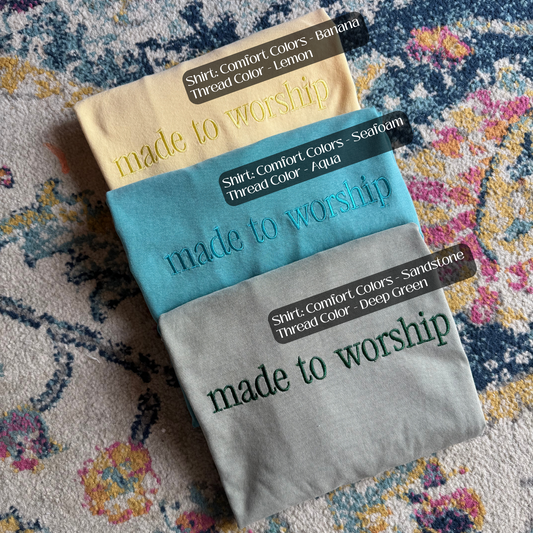 Shirt: Comfort Colors - Banana
Thread Color - Lemon
made to worship
Shirt: Comfort Colors - Seafoam
Thread Color - Aqua
made to worship
Shirt: Comfort Colors - Sandstone
Thread Color - Deep Green
made to worship